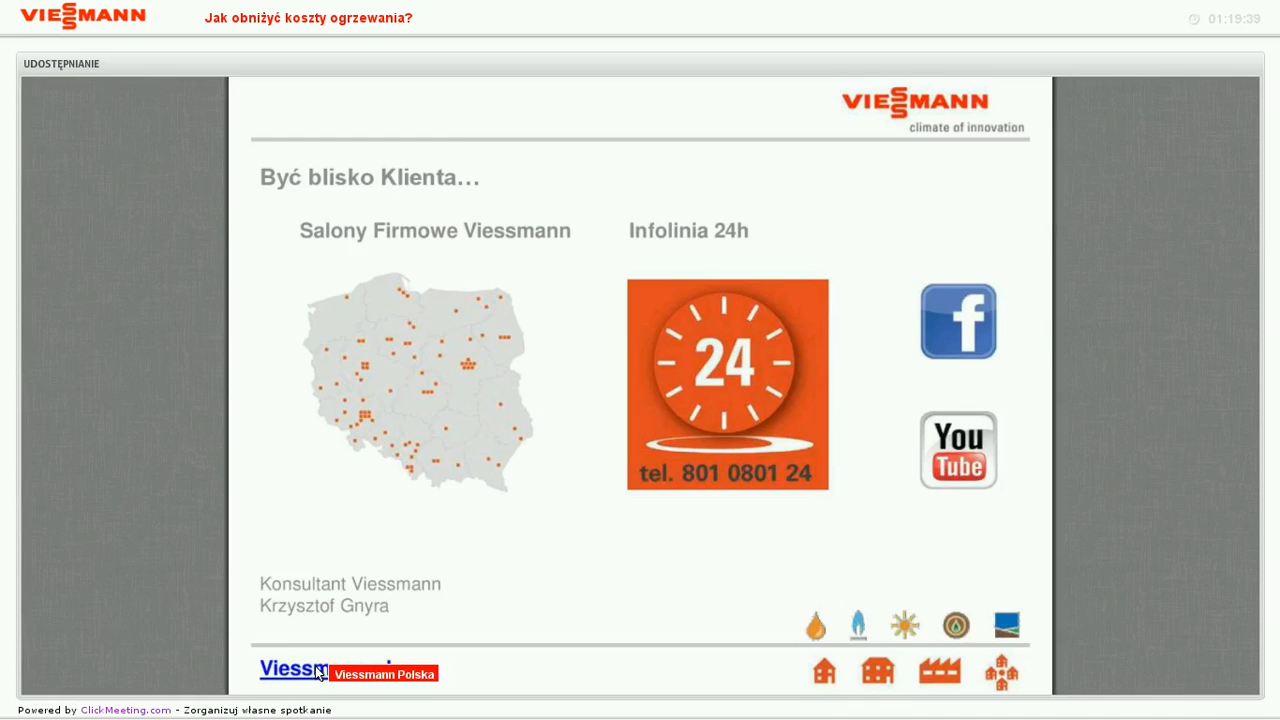 VIESSMANN
Jak obniżyć koszty ogrzewania?
01:19:39
UDOSTĘPNIANIE
VIESSMANN
climate of innovation
Być blisko Klienta...
Salony Firmowe Viessmann
Infolinia 24h
24
tel. 801 0801 24
f
You
Tube
Konsultant Viessmann
Krzysztof Gnyra
Viessmann Polska
Powered by ClickMeeting.com - Zorganizuj własne spotkanie